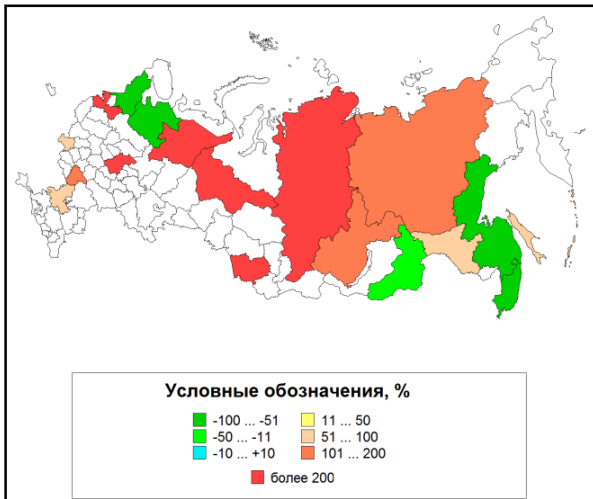 Условные обозначения, %
-100 ... -51 11 ... 50
-50 ... -11 51 ... 100
-10 ... +10 101 ... 200
более 200